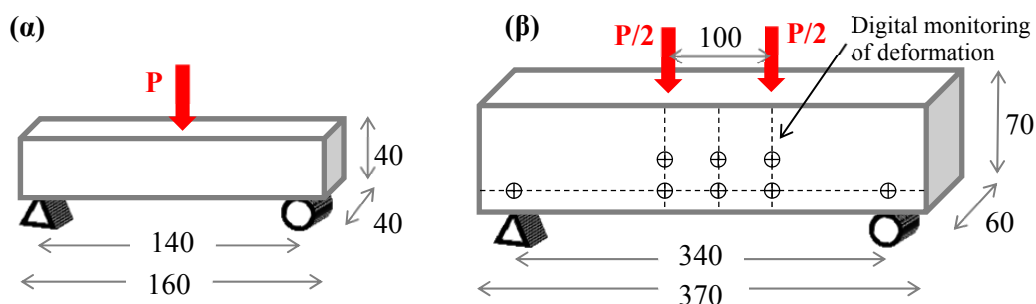 (α)
P
40
40
140
160
(β)
P/2
100
P/2
Digital monitoring
of deformation
70
60
340
370